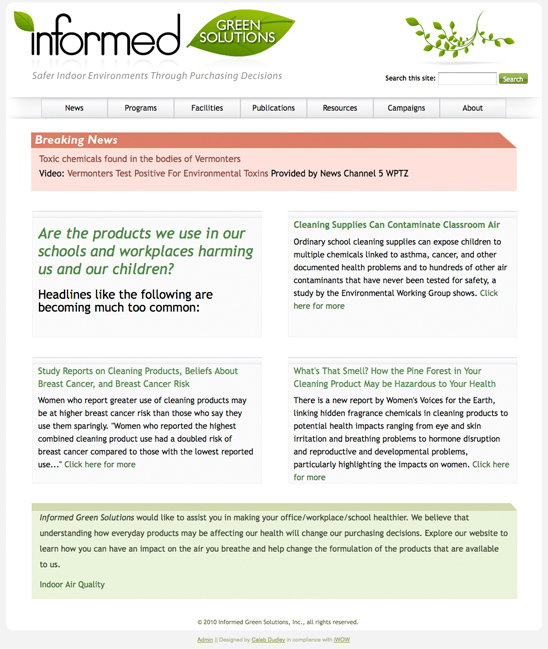 informed GREEN SOLUTIONS
Safer Indoor Environments Through Purchasing Decisions
Search this site: Search
News Programs Facilities Publications Resources Campaigns About
Breaking News
Toxic chemicals found in the bodies of Vermonters
Video: Vermonters Test Positive For Environmental Toxins Provided by News Channel 5 WPTZ
Are the products we use in our
schools and workplaces harming
us and our children?
Headlines like the following are
becoming much too common:
Cleaning Supplies Can Contaminate Classroom Air
Ordinary school cleaning supplies can expose children to
multiple chemicals linked to asthma, cancer, and other
documented health problems and to hundreds of other air
contaminants that have never been tested for safety, a
study by the Environmental Working Group shows. Click
here for more
Study Reports on Cleaning Products, Beliefs About
Breast Cancer, and Breast Cancer Risk
Women who report greater use of cleaning products may
be at higher breast cancer risk than those who say they
use them sparingly. "Women who reported the highest
combined cleaning product use had a doubled risk of
breast cancer compared to those with the lowest reported
use..." Click here for more
What's That Smell? How the Pine Forest in Your
Cleaning Product May be Hazardous to Your Health
There is a new report by Women's Voices for the Earth,
linking hidden fragrance chemicals in cleaning products to
potential health impacts ranging from eye and skin
irritation and breathing problems to hormone disruption
and reproductive and developmental problems,
particularly highlighting the impacts on women. Click here
for more
Informed Green Solutions would like to assist you in making your office/workplace/school healthier. We believe that
understanding how everyday products may be affecting our health will change our purchasing decisions. Explore our website to
learn how you can have an impact on the air you breathe and help change the formulation of the products that are available
to us.
Indoor Air Quality
© 2010 Informed Green Solutions, Inc., all rights reserved.
Admin || Designed by Caleb Dudley in compliance with IWOW